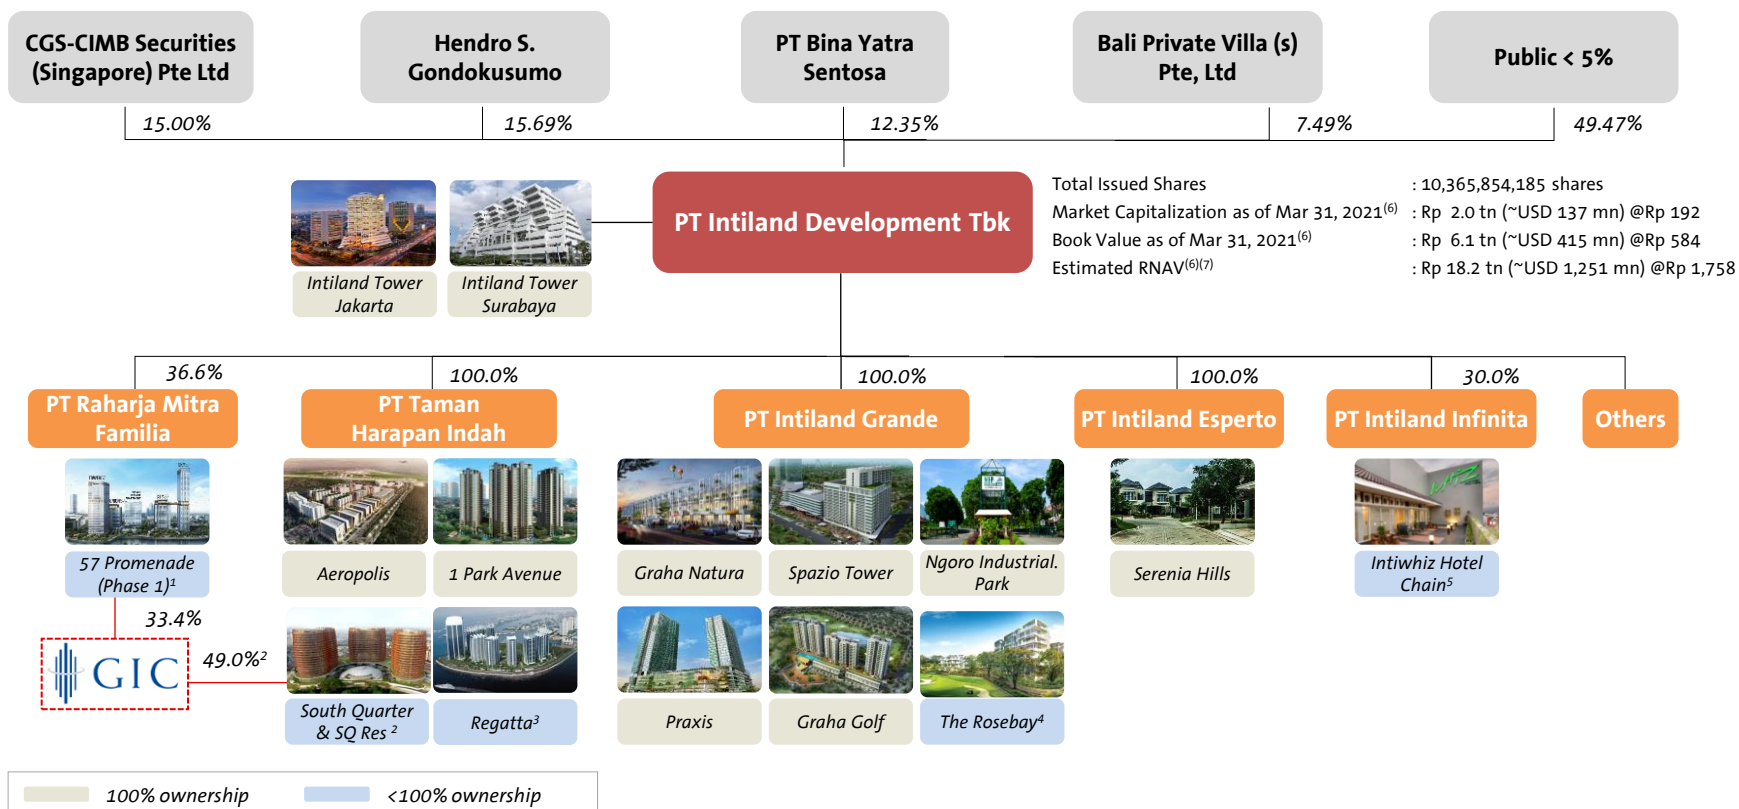 CGS-CIMB Securities
(Singapore) Pte Ltd
Hendro S.
Gondokusumo
PT Bina Yatra
Sentosa
Bali Private Villa (s)
Pte, Ltd
Public < 5%
15.00%
15.69%
12.35%
7.49%
49.47%
Intiland Tower
Jakarta
Intiland Tower
Surabaya
PT Intiland Development Tbk
Total Issued Shares : 10,365,854,185 shares
Market Capitalization as of Mar 31, 2021(6) : Rp 2.0 tn (~USD 137 mn) @Rp 192
Book Value as of Mar 31, 2021(6) : Rp 6.1 tn (~USD 415 mn) @Rp 584
Estimated RNAV(6)(7) : Rp 18.2 tn (~USD 1,251 mn) @Rp 1,758
36.6%
100.0%
100.0%
100.0%
30.0%
PT Raharja Mitra
Familia
PT Taman
Harapan Indah
PT Intiland Grande
PT Intiland Esperto
PT Intiland Infinita
Others
57 Promenade
(Phase 1)1
Aeropolis
1 Park Avenue
Graha Natura
Spazio Tower
Ngoro Industrial.
Park
Serenia Hills
Intiwhiz Hotel
Chain5
33.4%
GIC
49.0%2
South Quarter
& SQ Res 2
Regatta3
Praxis
Graha Golf
The Rosebay4
100% ownership
<100% ownership